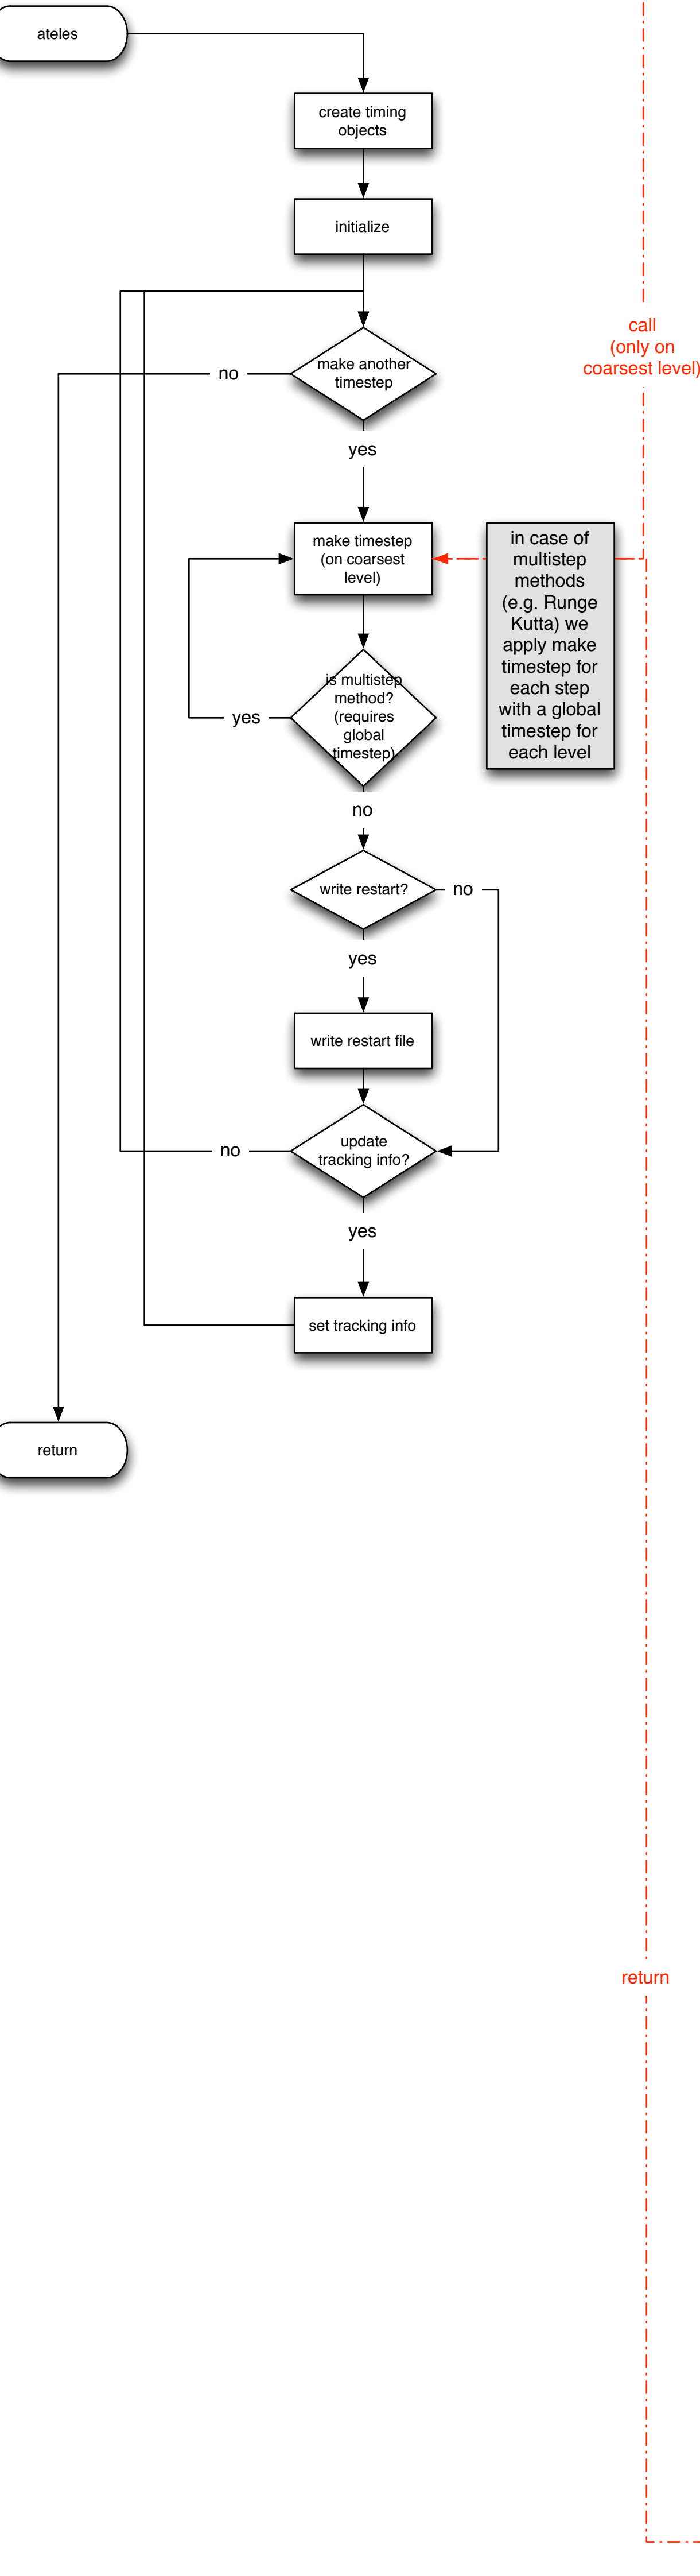 ateles
create timing
objects
initialize
call
(only on
coarsest level)
make another
timestep
no
yes
make timestep
(on coarsest
level)
in case of
multistep
methods
(e.g. Runge
Kutta) we
apply make
timestep for
each step
with a global
timestep for
each level
is multistep
method?
(requires
global
timestep)
yes
no
write restart?
no
yes
write restart file
update
tracking info?
no
yes
set tracking info
return
return